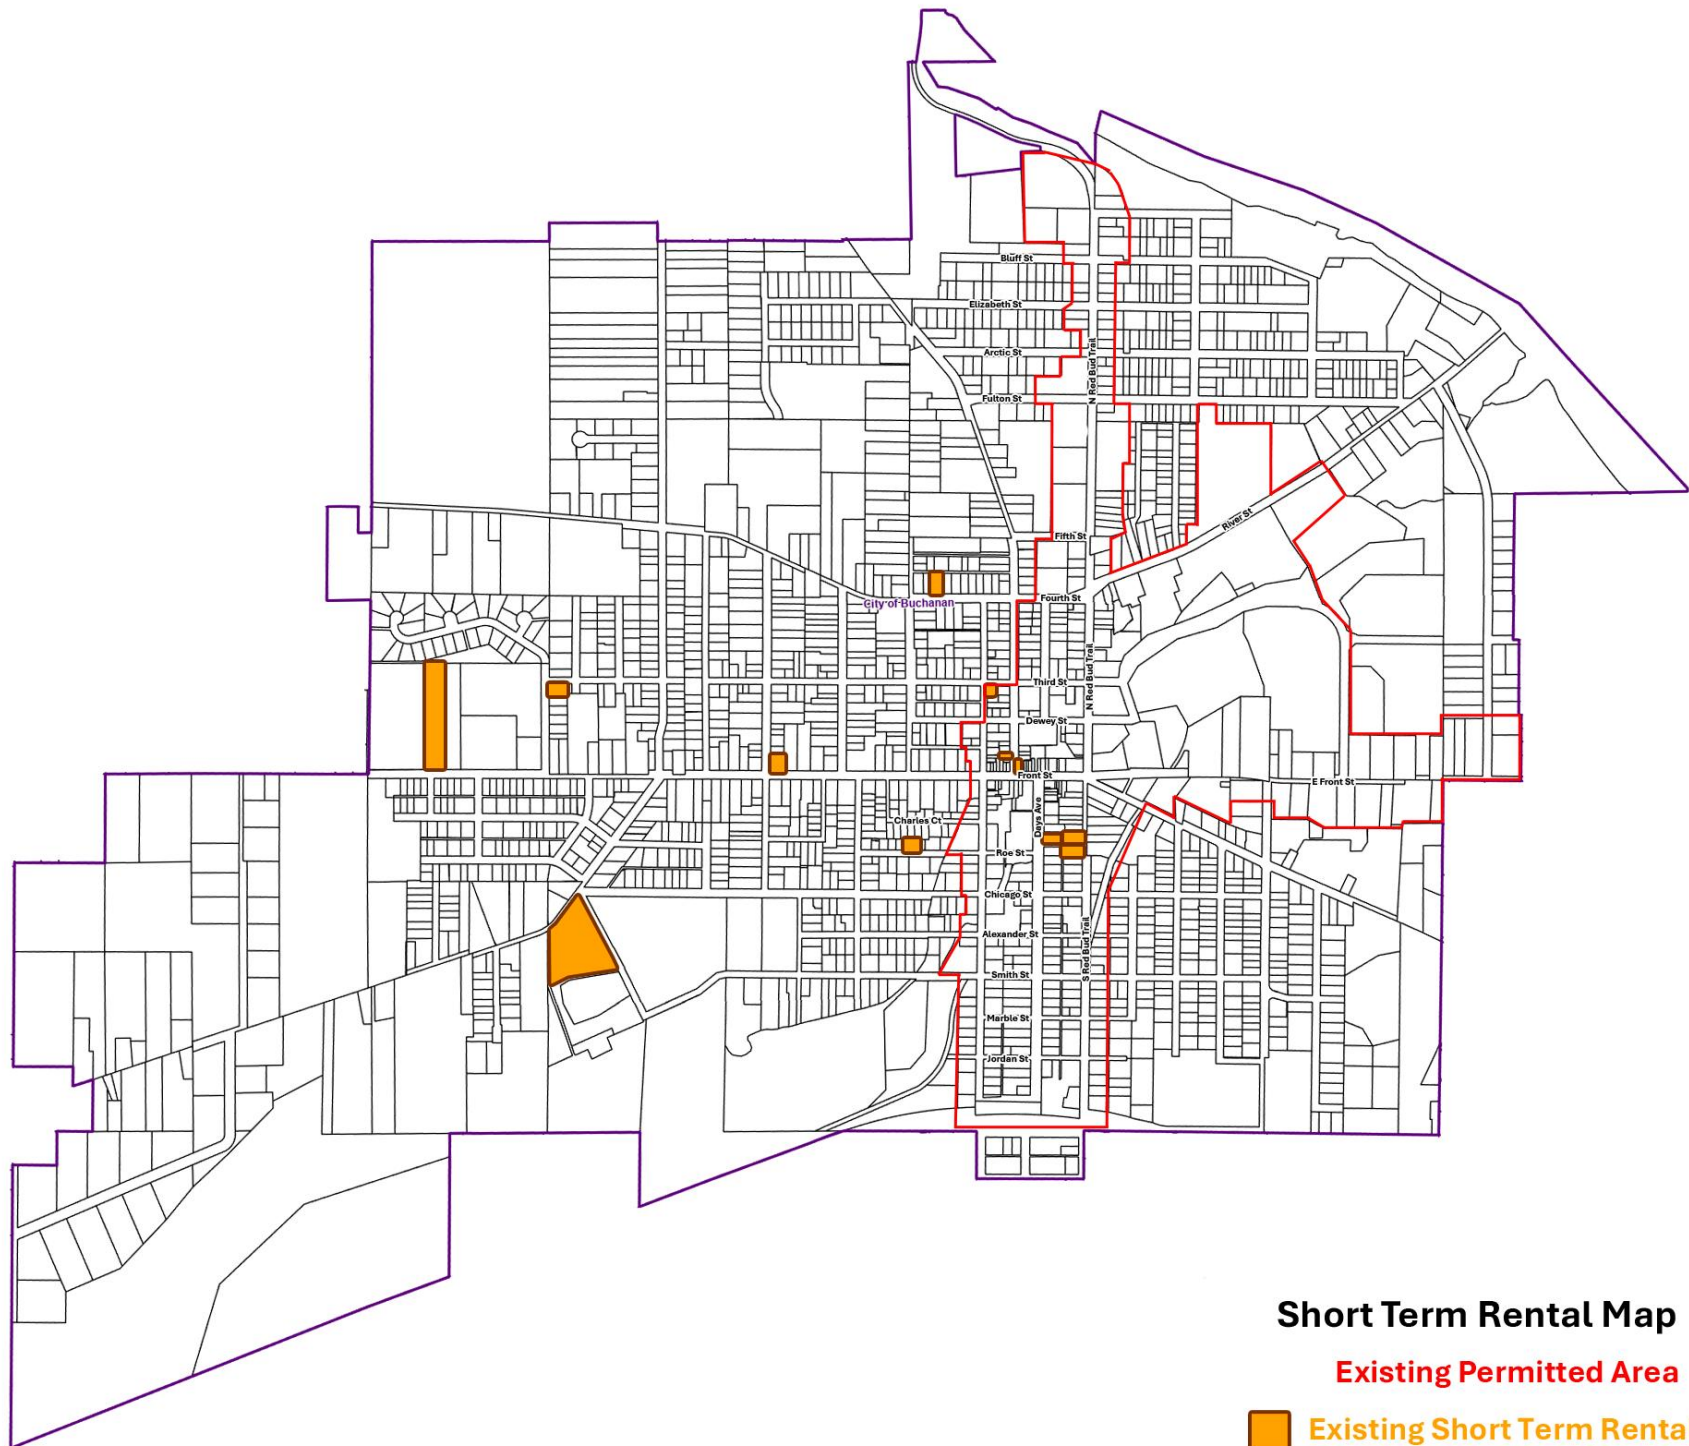 Bluff St
Elizabeth St
Arctic St
N Red Bud Trail
Fulton St
River St
Fifth St
Fourth St
City of Buchanan
N Red Bud Trail
Third St
Dewey St
Front St
E Front St
Days Ave
Charles Ct
Roe St
Chicago St
Alexander St
S Red Bud Trail
Smith St
Marble St
Jordan St
Short Term Rental Map
Existing Permitted Area
Existing Short Term Renta